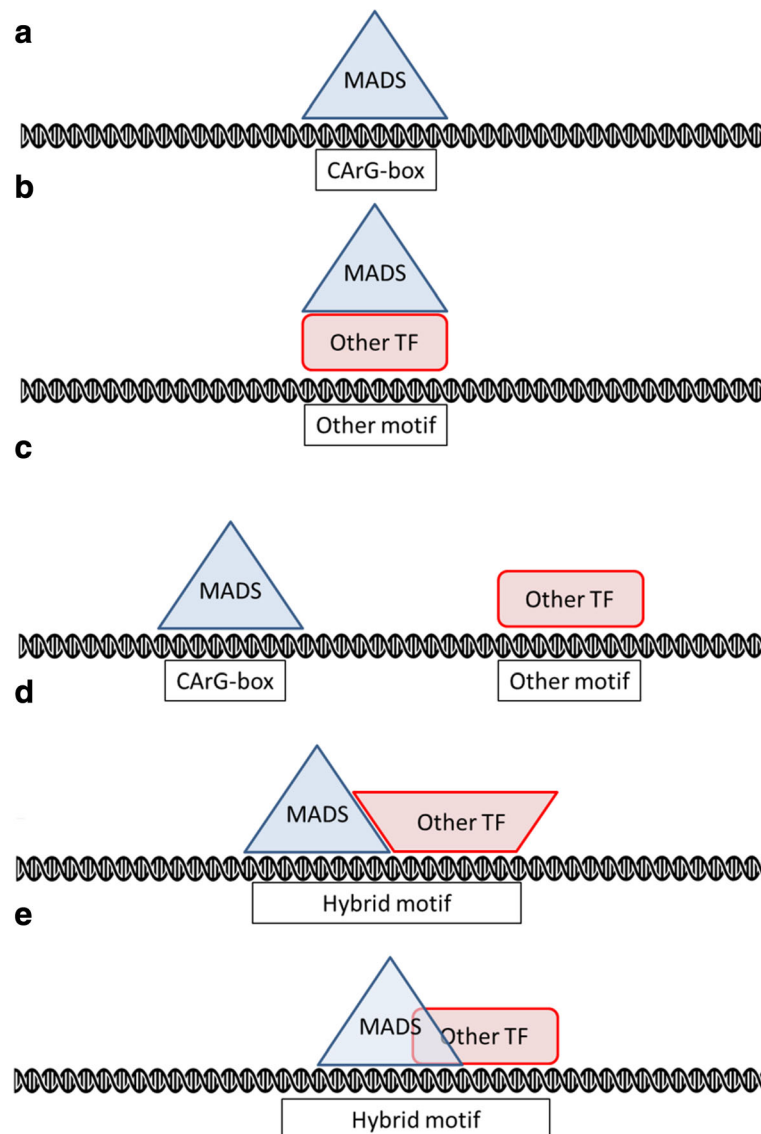 a
MADS
CArG-box
b
MADS
Other TF
Other motif
c
MADS
Other TF
CArG-box
Other motif
d
MADS
Other TF
Hybrid motif
e
MADS
Other TF
Hybrid motif